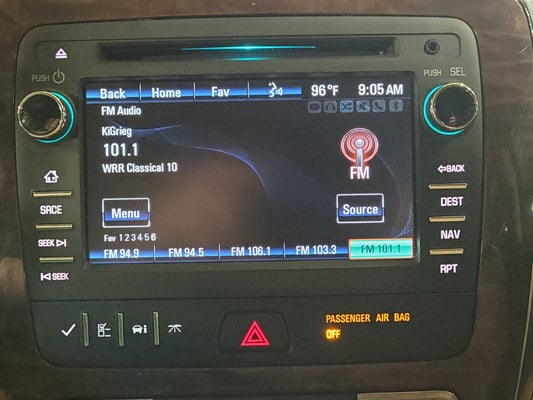 PUSH
Back Home Fav 96°F 9:05 AM
PUSH SEL
FM Audio
KiGrieg
101.1
WRR Classical 10
FM
BACK
SRCE
DEST
Menu
Source
SEEK
NAV
Fav 1 2 3 4 5 6
FM 94.9 FM 94.5 FM 106.1 FM 103.3 FM 101.1
SEEK
RPT
PASSENGER AIR BAG
OFF